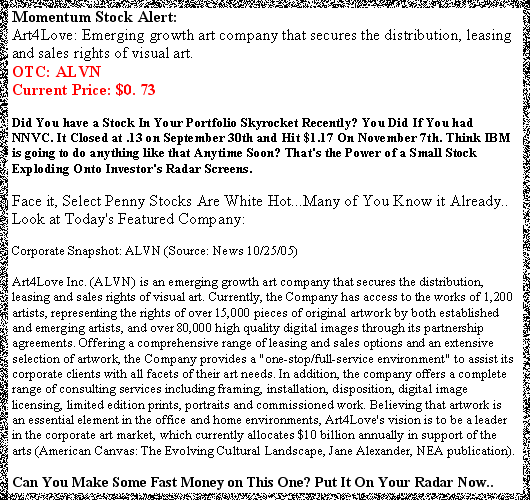 Momentum Stock Alert:
Art4Love: Emerging growth art company that secures the distribution, leasing
and sales rights of visual art.
OTC: ALVN
Current Price: $0. 73
Did You have a Stock In Your Portfolio Skyrocket Recently? You Did If You had
NNVC. It Closed at .13 on September 30th and Hit $1.17 On November 7th. Think IBM
is going to do anything like that Anytime Soon? That's the Power of a Small Stock
Exploding Onto Investor's Radar Screens.
Face it, Select Penny Stocks Are White Hot...Many of You Know it Already..
Look at Today's Featured Company:
Corporate Snapshot: ALVN (Source: News 10/25/05)
Art4Love Inc. (ALVN) is an emerging growth art company that secures the distribution,
leasing and sales rights of visual art. Currently, the Company has access to the works of 1,200
artists, representing the rights of over 15,000 pieces of original artwork by both established
and emerging artists, and over 80,000 high quality digital images through its partnership
agreements. Offering a comprehensive range of leasing and sales options and an extensive
selection of artwork, the Company provides a "one-stop/full-service environment" to assist its
corporate clients with all facets of their art needs. In addition, the company offers a complete
range of consulting services including framing, installation, disposition, digital image
licensing, limited edition prints, portraits and commissioned work. Believing that artwork is
an essential element in the office and home environments, Art4Love's vision is to be a leader
in the corporate art market, which currently allocates $10 billion annually in support of the
arts (American Canvas: The Evolving Cultural Landscape, Jane Alexander, NEA publication).
Can You Make Some Fast Money on This One? Put It On Your Radar Now..